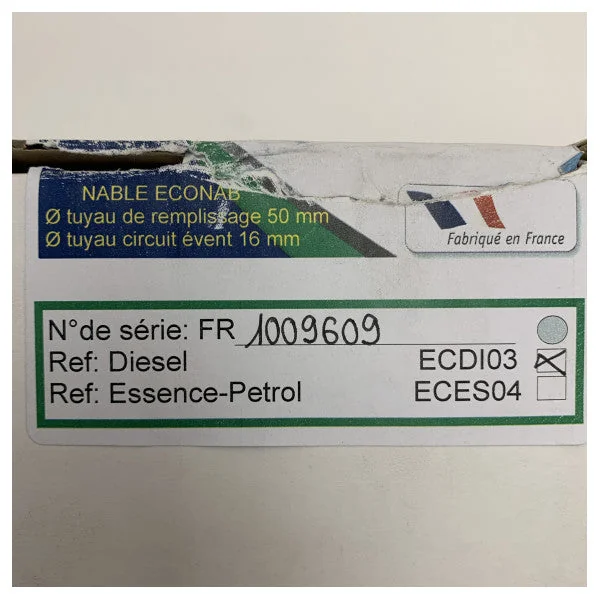 NABLE ECONAB
Ø tuyau de remplissage 50 mm
Ø tuyau circuit évent 16 mm
Fabriqué en France
N°de série: FR 1009609
Ref: Diesel ECDI03
Ref: Essence-Petrol ECES04